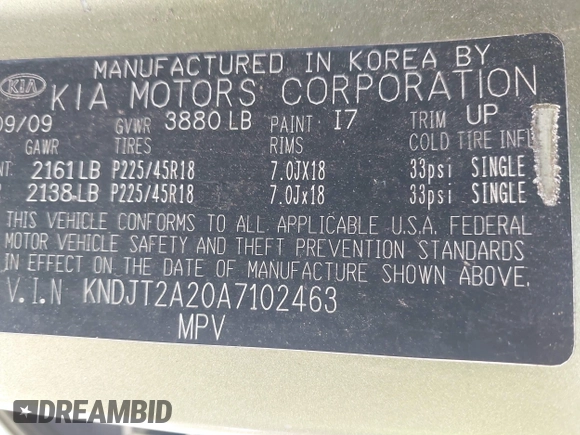 MANUFACTURED IN KOREA BY
KIA KIA MOTORS CORPORATION
09/09 GVWR 3880 LB PAINT I7 TRIM UP
GAWR TIRES RIMS COLD TIRE INFL
NT 2161 LB P225/45R18 7.0JX18 33psi SINGLE
2138 LB P225/45R18 7.0Jx18 33psi SINGLE
THIS VEHICLE CONFORMS TO ALL APPLICABLE U.S.A. FEDERAL
MOTOR VEHICLE SAFETY AND THEFT PREVENTION STANDARDS
IN EFFECT ON THE DATE OF MANUFACTURE SHOWN ABOVE.
V.I.N KNDJT2A20A7102463
MPV
DREAMBID